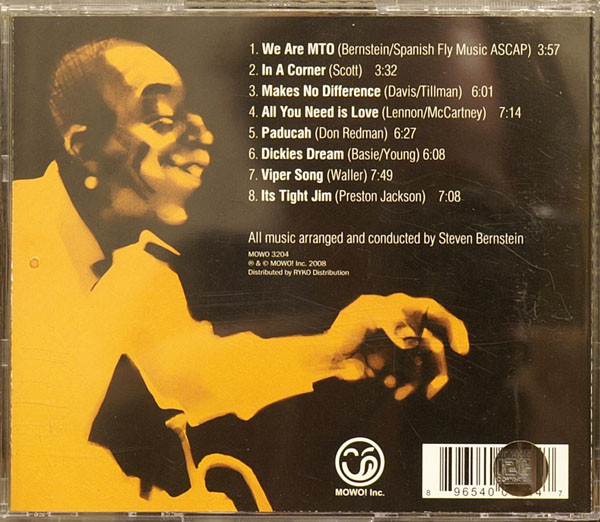 1. We Are MTO (Bernstein/Spanish Fly Music ASCAP) 3:57
2. In A Corner (Scott) 3:32
3. Makes No Difference (Davis/Tillman) 6:01
4. All You Need is Love (Lennon/McCartney) 7:14
5. Paducah (Don Redman) 6:27
6. Dickies Dream (Basie/Young) 6:08
7. Viper Song (Waller) 7:49
8. Its Tight Jim (Preston Jackson) 7:08
All music arranged and conducted by Steven Bernstein
MOWO 3204
℗ & © MOWO! Inc. 2008
Distributed by RYKO Distribution
MOWO! Inc.
8 96540 7